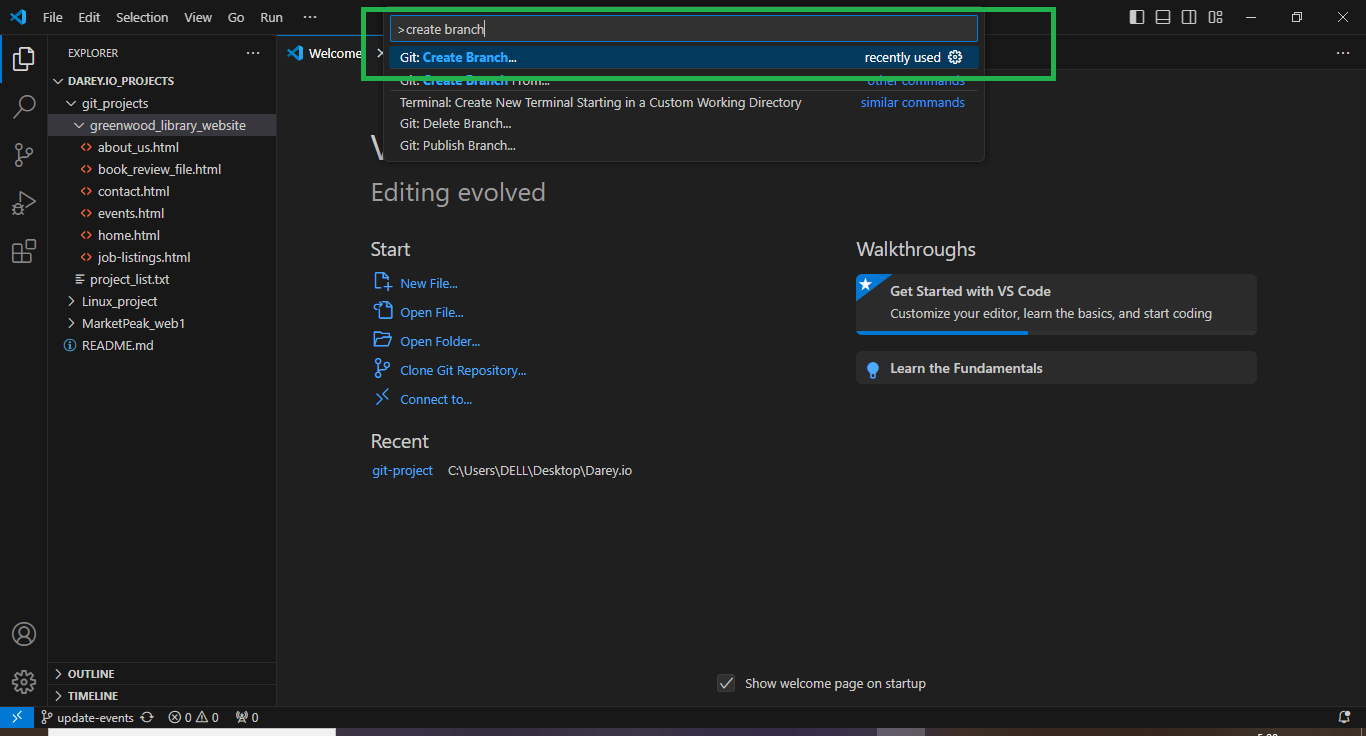 File Edit Selection View Go Run ···
>create branch
Git: Create Branch... recently used
Git: Create Branch From... other commands
Terminal: Create New Terminal Starting in a Custom Working Directory similar commands
Git: Delete Branch...
Git: Publish Branch...
EXPLORER ···
DAREY.IO_PROJECTS
git_projects
greenwood_library_website
about_us.html
book_review_file.html
contact.html
events.html
home.html
job-listings.html
project_list.txt
Linux_project
MarketPeak_web1
README.md
OUTLINE
TIMELINE
Welcome
Editing evolved
Start
New File...
Open File...
Open Folder...
Clone Git Repository...
Connect to...
Recent
git-project C:\Users\DELL\Desktop\Darey.io
Walkthroughs
Get Started with VS Code
Customize your editor, learn the basics, and start coding
Learn the Fundamentals
Show welcome page on startup
update-events 0 0 0